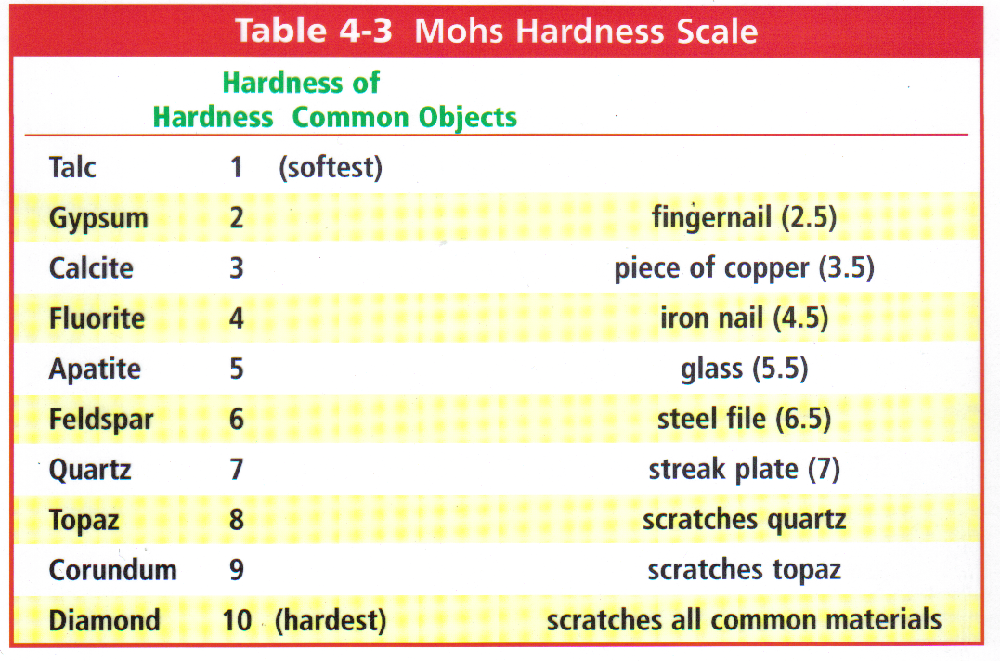 Table 4-3 Mohs Hardness Scale
Hardness of
Hardness Common Objects
Talc 1 (softest)
Gypsum 2 fingernail (2.5)
Calcite 3 piece of copper (3.5)
Fluorite 4 iron nail (4.5)
Apatite 5 glass (5.5)
Feldspar 6 steel file (6.5)
Quartz 7 streak plate (7)
Topaz 8 scratches quartz
Corundum 9 scratches topaz
Diamond 10 (hardest) scratches all common materials